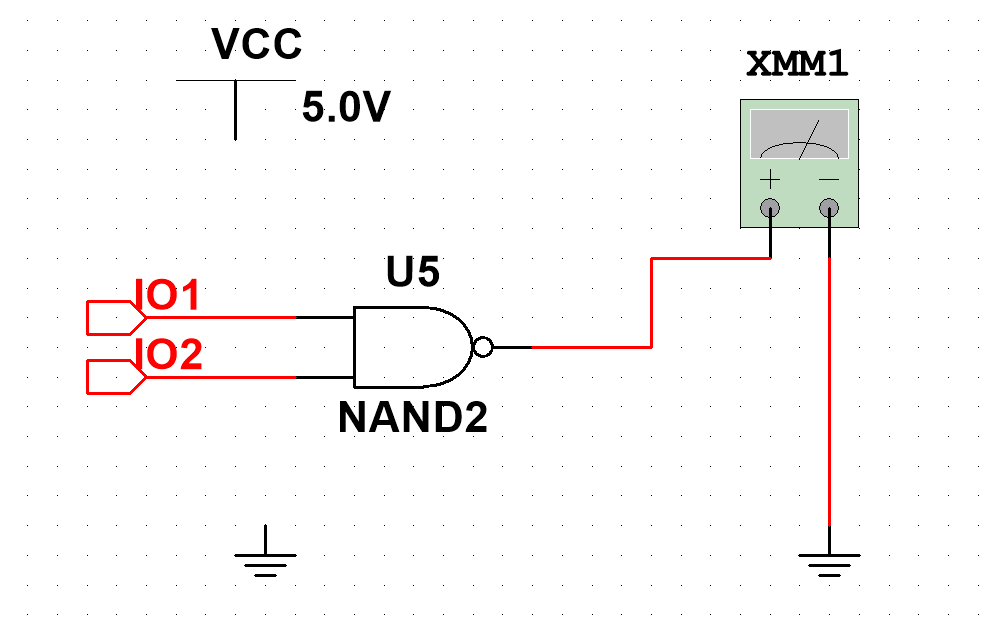 VCC
5.0V
XMM1
+ −
U5
IO1
IO2
NAND2